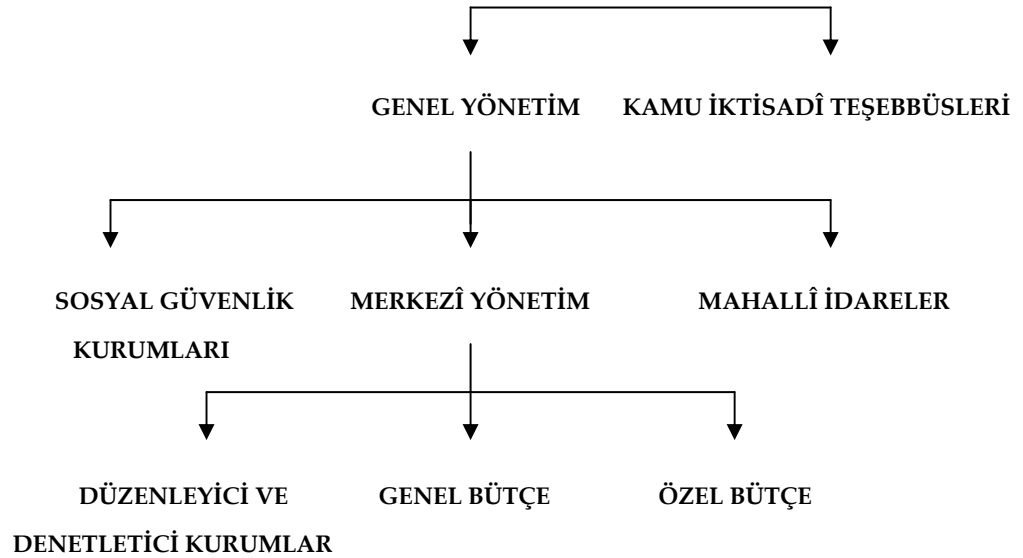 GENEL YÖNETİM
KAMU İKTİSADÎ TEŞEBBÜSLERİ
SOSYAL GÜVENLİK
KURUMLARI
MERKEZÎ YÖNETİM
MAHALLÎ İDARELER
DÜZENLEYİCİ VE
DENETLETİCİ KURUMLAR
GENEL BÜTÇE
ÖZEL BÜTÇE